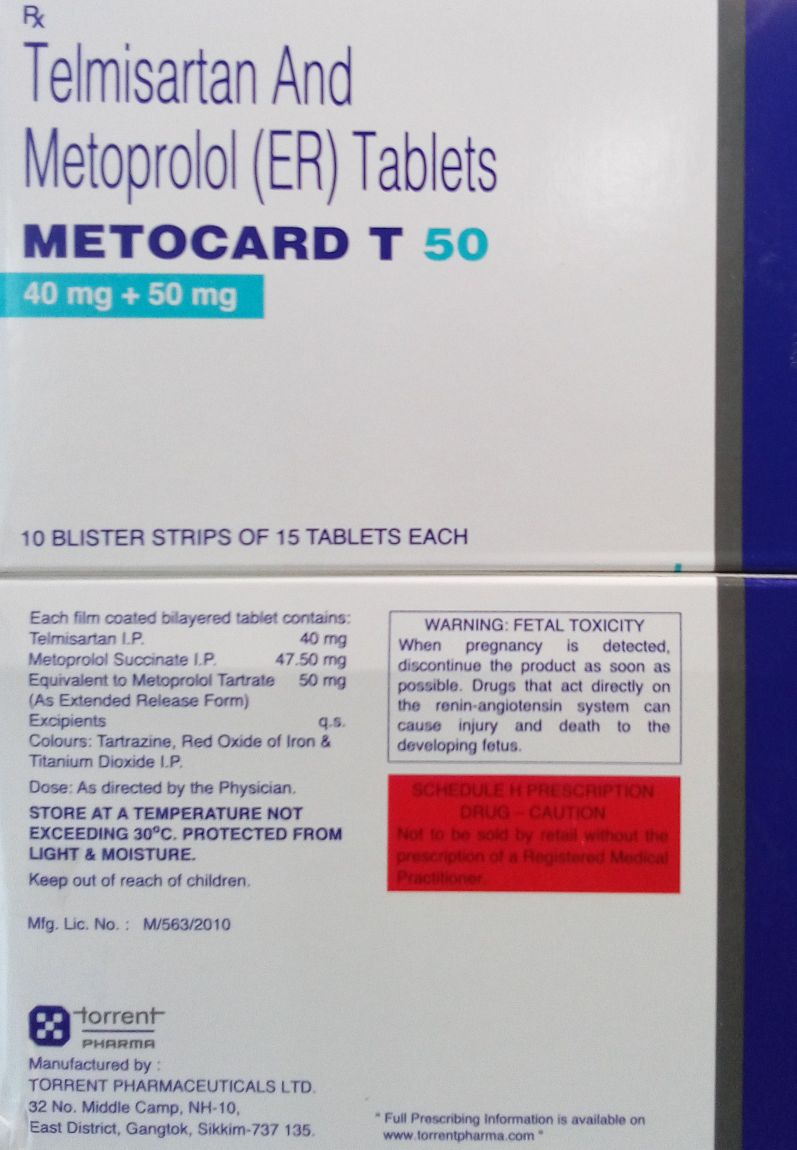 Rx
Telmisartan And
Metoprolol (ER) Tablets
METOCARD T 50
40 mg + 50 mg
10 BLISTER STRIPS OF 15 TABLETS EACH
Each film coated bilayered tablet contains:
Telmisartan I.P. 40 mg
Metoprolol Succinate I.P. 47.50 mg
Equivalent to Metoprolol Tartrate 50 mg
(As Extended Release Form)
Excipients q.s.
Colours: Tartrazine, Red Oxide of Iron &
Titanium Dioxide I.P.
Dose: As directed by the Physician.
STORE AT A TEMPERATURE NOT
EXCEEDING 30°C. PROTECTED FROM
LIGHT & MOISTURE.
Keep out of reach of children.
Mfg. Lic. No. : M/563/2010
torrent
PHARMA
Manufactured by :
TORRENT PHARMACEUTICALS LTD.
32 No. Middle Camp, NH-10,
East District, Gangtok, Sikkim-737 135.
WARNING: FETAL TOXICITY
When pregnancy is detected,
discontinue the product as soon as
possible. Drugs that act directly on
the renin-angiotensin system can
cause injury and death to the
developing fetus.
SCHEDULE H PRESCRIPTION
DRUG – CAUTION
Not to be sold by retail without the
prescription of a Registered Medical
Practitioner.
" Full Prescribing Information is available on
www.torrentpharma.com "